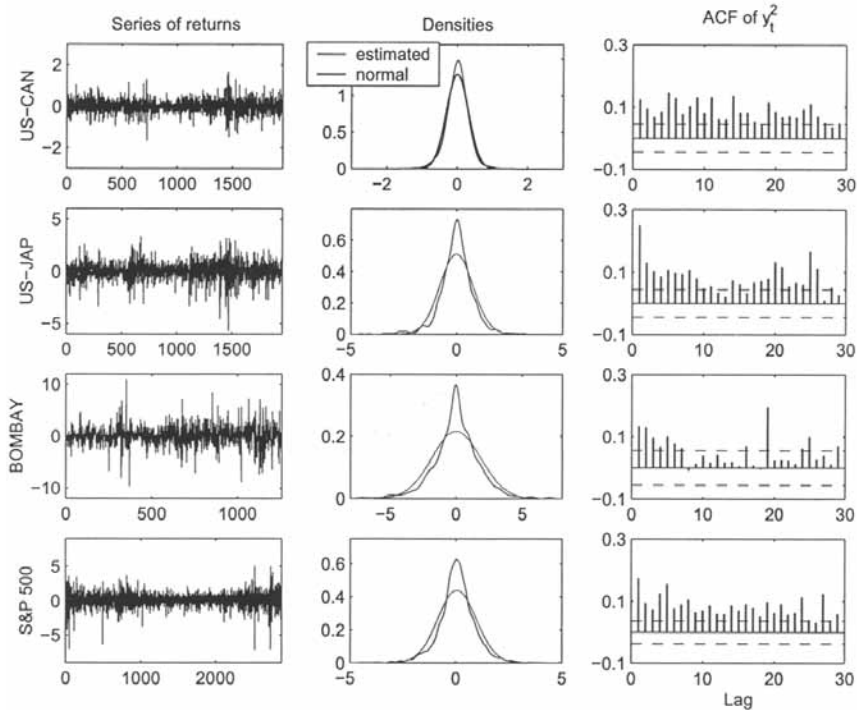 Series of returns
Densities
ACF of y_t^2
US−CAN
2
0
−2
0 500 1000 1500
estimated
normal
1
0
−2 0 2
0.3
0.1
−0.1
0 10 20 30
US−JAP
5
0
−5
0 500 1000 1500
0.6
0.4
0.2
0
−5 0 5
0.3
0.1
−0.1
0 10 20 30
BOMBAY
10
0
−10
0 500 1000
0.4
0.2
0
−5 0 5
0.3
0.1
−0.1
0 10 20 30
S&P 500
5
0
−5
0 1000 2000
0.6
0.4
0.2
0
−5 0 5
0.3
0.1
−0.1
0 10 20 30
Lag